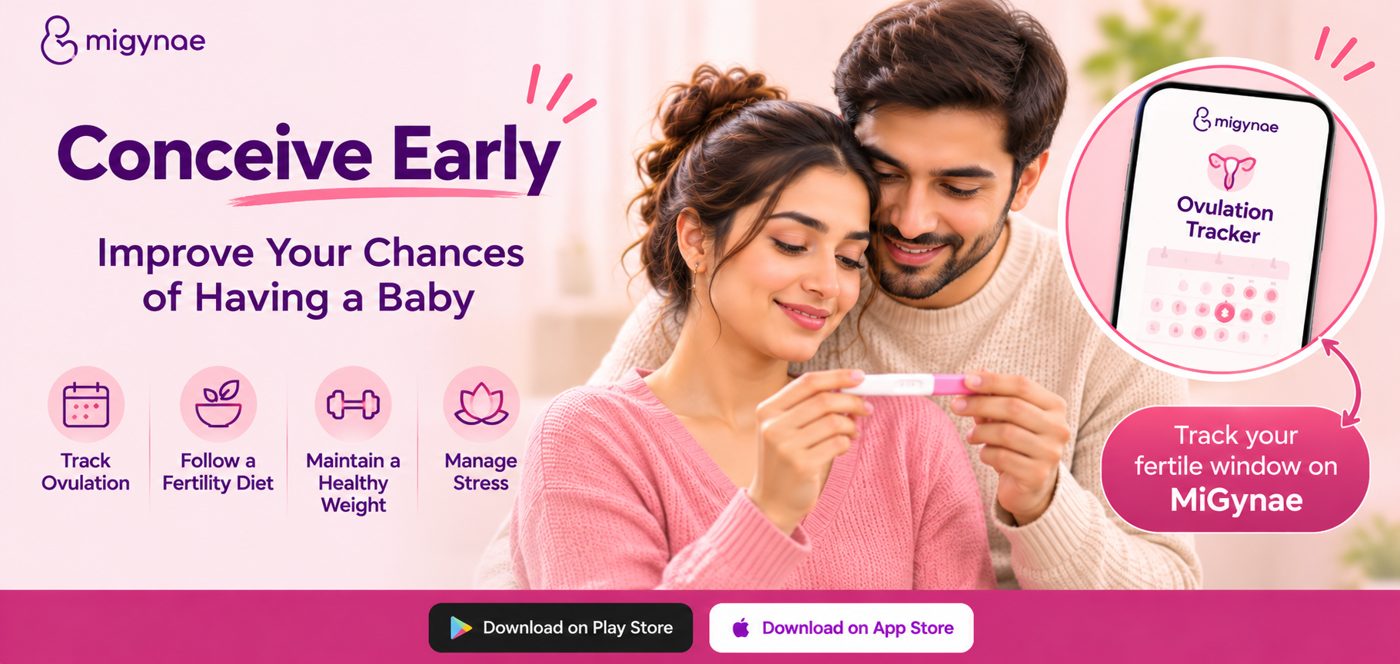 migynae
Conceive Early
Improve Your Chances
of Having a Baby
Track
Ovulation
Follow a
Fertility Diet
Maintain a
Healthy
Weight
Manage
Stress
migynae
Ovulation
Tracker
Track your
fertile window on
MiGynae
Download on Play Store
Download on App Store